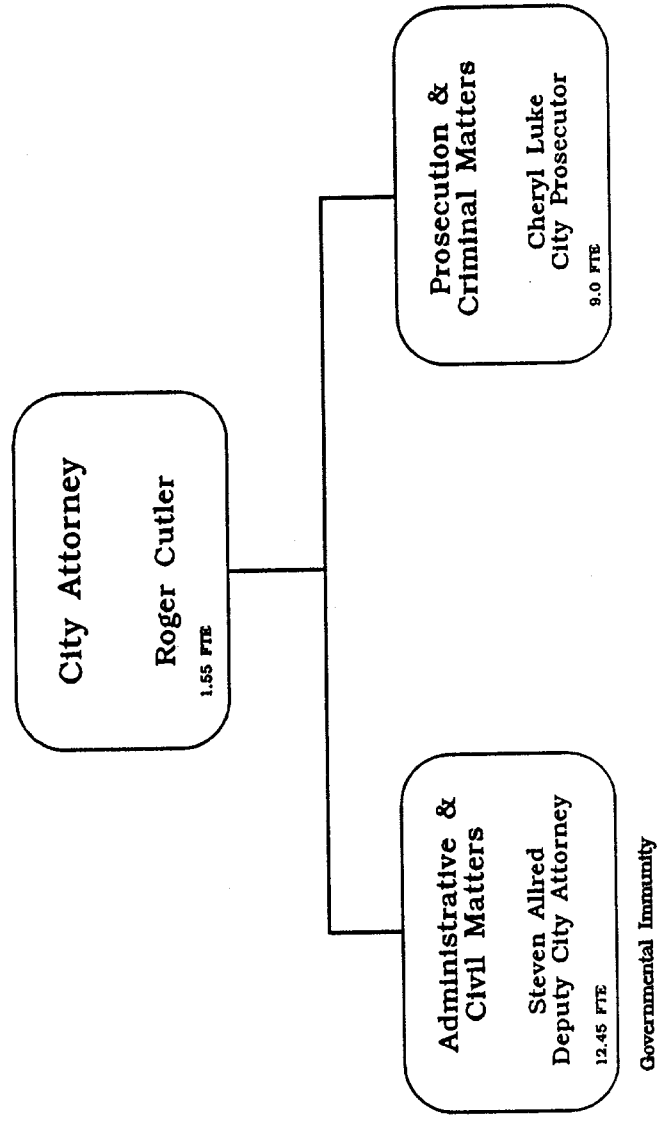 City Attorney
Roger Cutler
1.55 FTE
Administrative &
Civil Matters
Steven Allred
Deputy City Attorney
12.45 FTE
Governmental Immunity
Prosecution &
Criminal Matters
Cheryl Luke
City Prosecutor
9.0 FTE